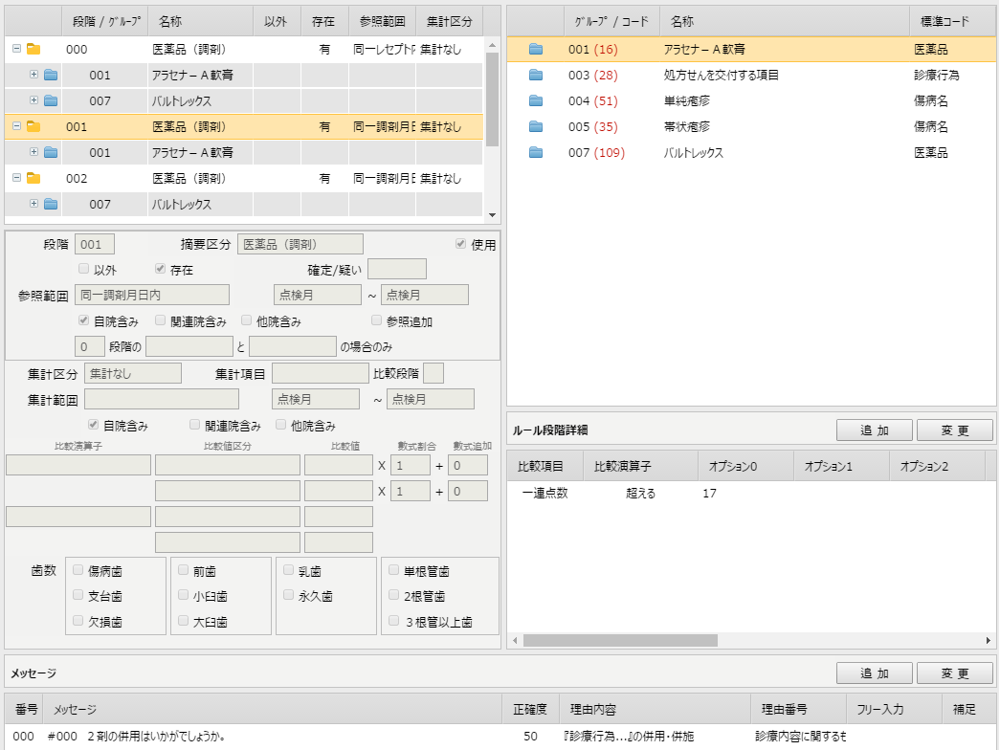 段階 / ｸﾞﾙｰﾌﾟ 名称 以外 存在 参照範囲 集計区分
000 医薬品（調剤） 有 同一レセプト内 集計なし
001 アラセナ－Ａ軟膏
007 バルトレックス
001 医薬品（調剤） 有 同一調剤月日 集計なし
001 アラセナ－Ａ軟膏
002 医薬品（調剤） 有 同一調剤月日 集計なし
007 バルトレックス
ｸﾞﾙｰﾌﾟ / コード 名称 標準コード
001 (16) アラセナ－Ａ軟膏 医薬品
003 (28) 処方せんを交付する項目 診療行為
004 (51) 単純疱疹 傷病名
005 (35) 帯状疱疹 傷病名
007 (109) バルトレックス 医薬品
段階 001 摘要区分 医薬品（調剤） 使用
以外 存在 確定/疑い
参照範囲 同一調剤月日内 点検月 ～ 点検月
自院含み 関連院含み 他院含み 参照追加
0 段階の と の場合のみ
集計区分 集計なし 集計項目 比較段階
集計範囲 点検月 ～ 点検月
自院含み 関連院含み 他院含み
比較演算子 比較値区分 比較値 数式割合 数式追加
X 1 + 0
X 1 + 0
歯数 傷病歯 前歯 乳歯 単根管歯
支台歯 小臼歯 永久歯 2根管歯
欠損歯 大臼歯 ３根管以上歯
ルール段階詳細 追 加 変 更
比較項目 比較演算子 オプション0 オプション1 オプション2
一連点数 超える 17
メッセージ 追 加 変 更
番号 メッセージ 正確度 理由内容 理由番号 フリー入力 補足
000 #000 ２剤の併用はいかがでしょうか。 50 『診療行為...』の併用・併施 診療内容に関するも